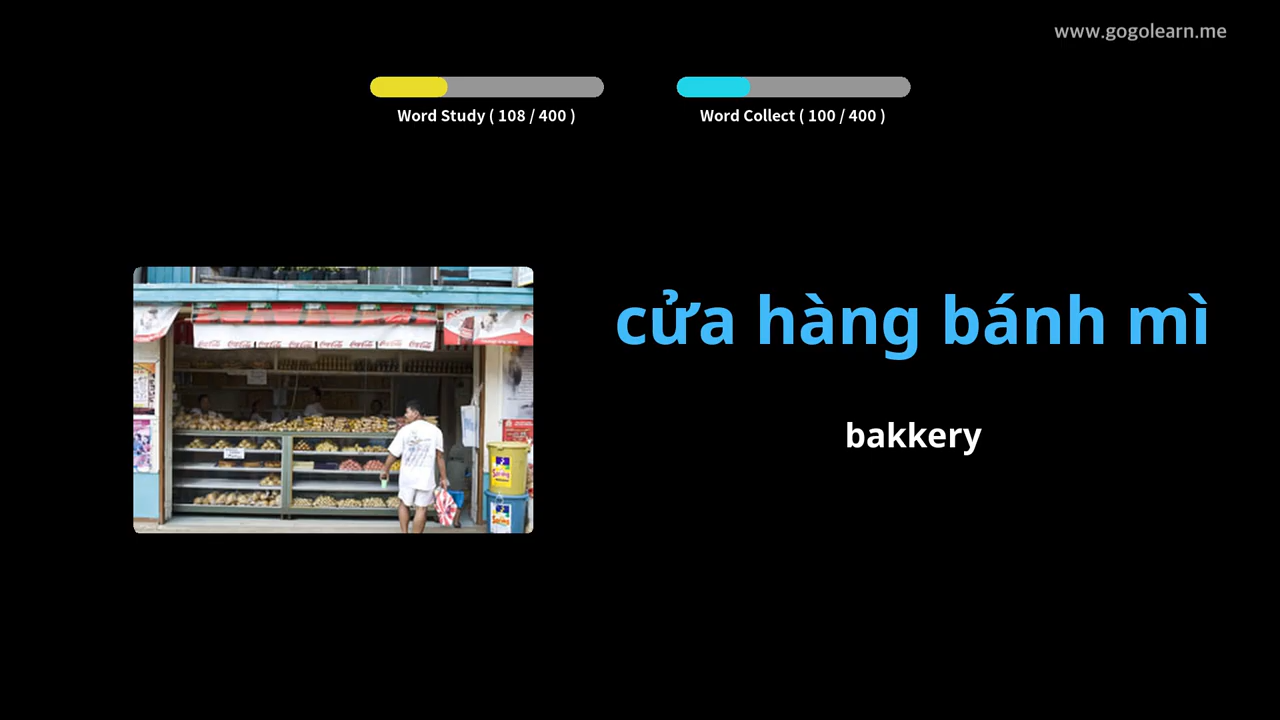 www.gogolearn.me
Word Study ( 108 / 400 )
Word Collect ( 100 / 400 )
cửa hàng bánh mì
bakkery